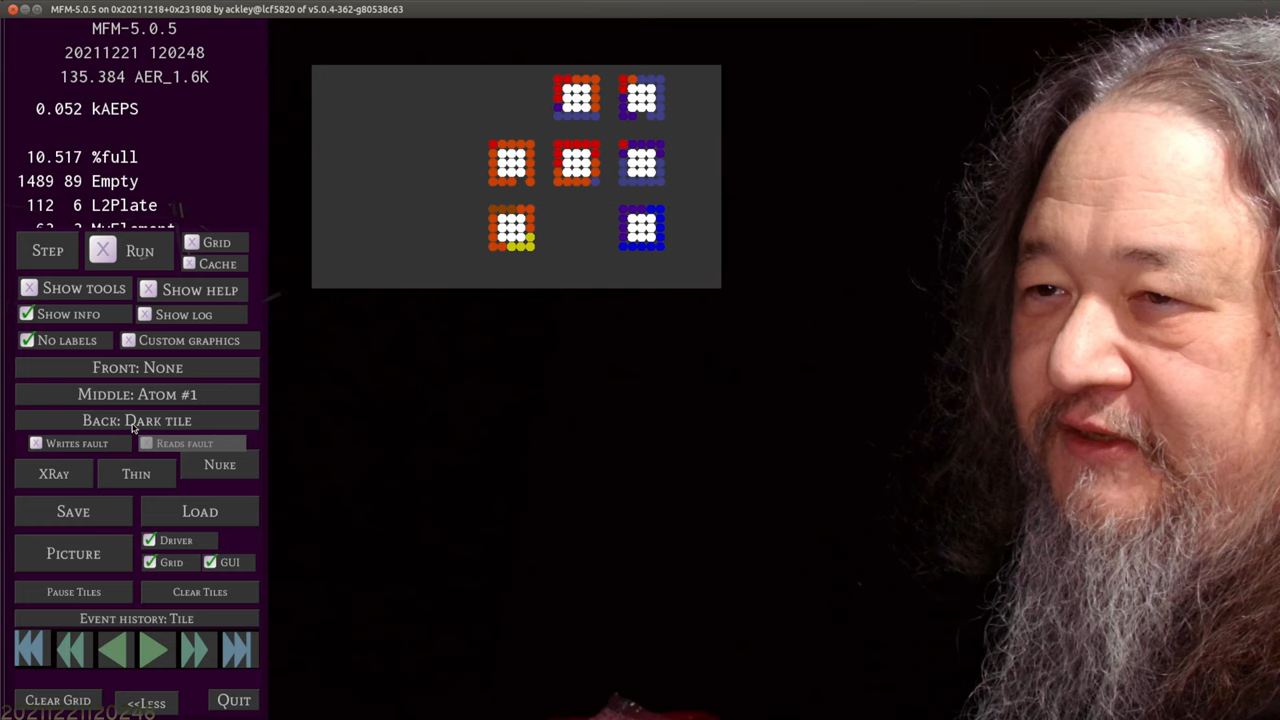 MFM-5.0.5 on 0x20211218+0x231808 by ackley@lcf5820 of v5.0.4-362-g80538c63
MFM-5.0.5
20211221 120248
135.384 AER_1.6K
0.052 kAEPS
10.517 %full
1489 89 Empty
112 6 L2Plate
Step
Run
Grid
Cache
Show tools
Show help
Show info
Show log
No labels
Custom graphics
Front: None
Middle: Atom #1
Back: Dark tile
Writes fault
Reads fault
XRay
Thin
Nuke
Save
Load
Picture
Driver
Grid
GUI
Pause Tiles
Clear Tiles
Event history: Tile
Clear Grid
<<Less
Quit